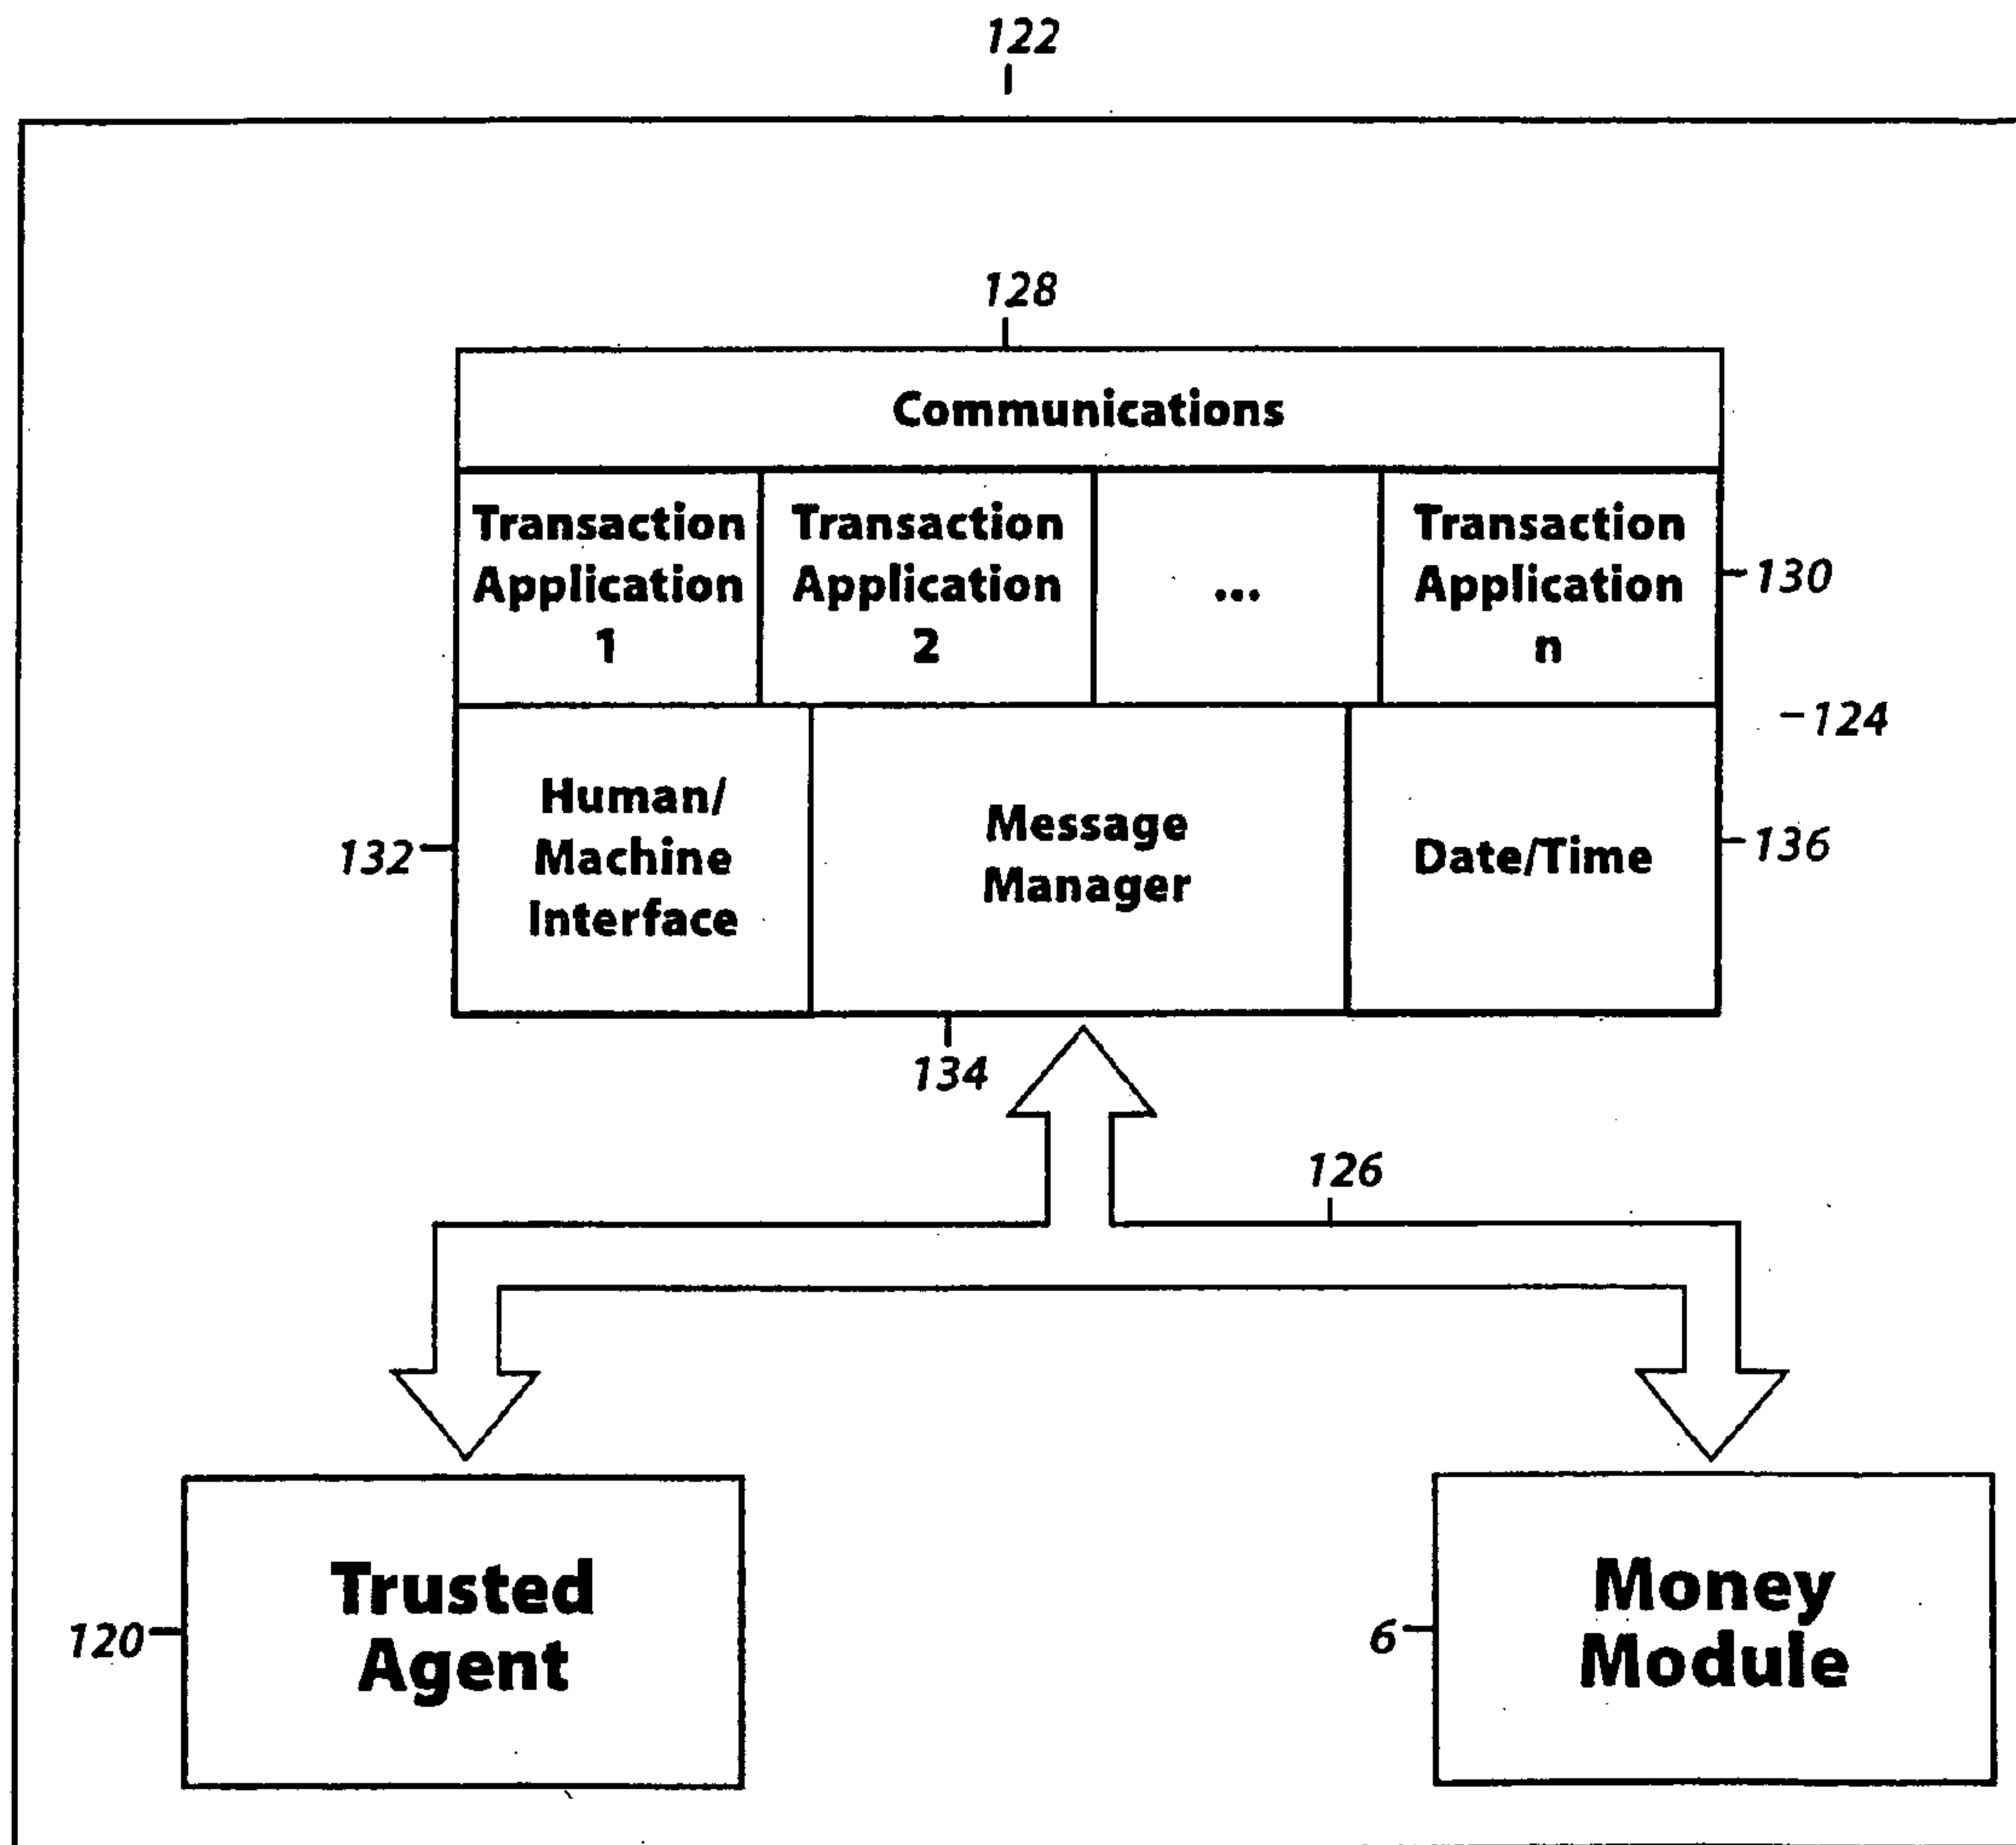 122
128
Communications
Transaction
Application
1
Transaction
Application
2
...
Transaction
Application
n
130
124
Human/
Machine
Interface
132
Message
Manager
Date/Time
136
134
126
Trusted
Agent
120
Money
Module
6